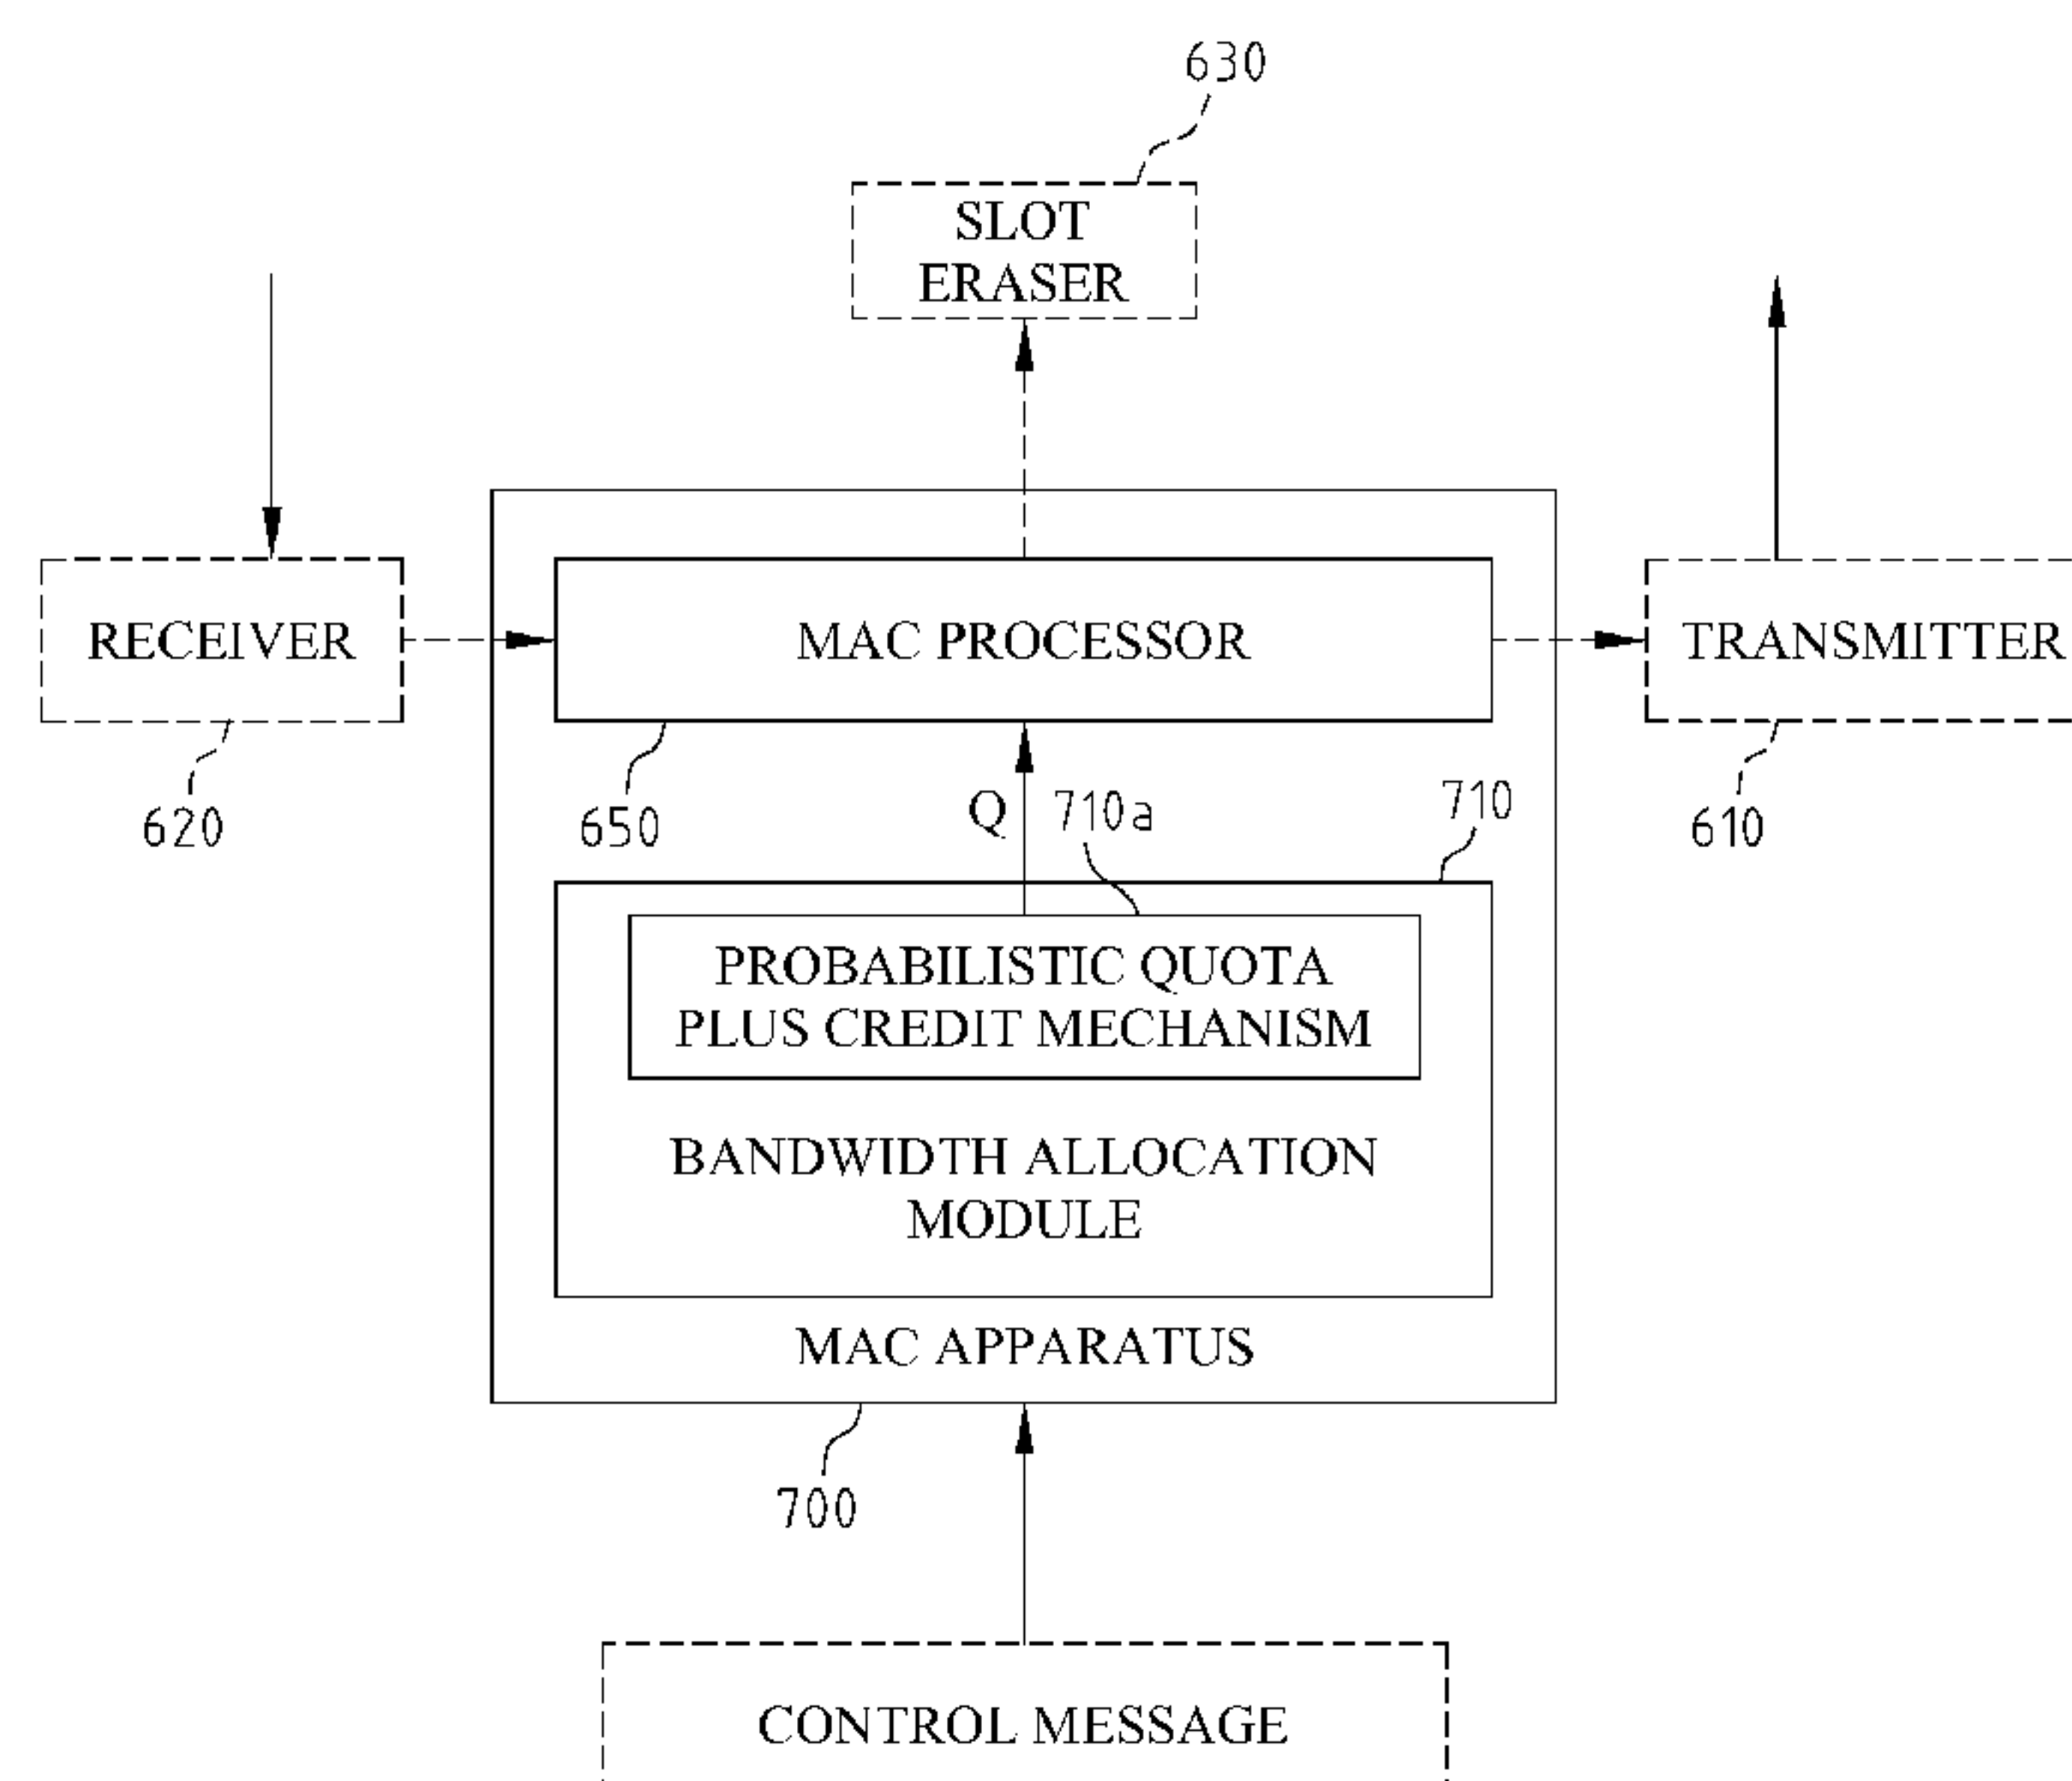 630
SLOT
ERASER
RECEIVER
MAC PROCESSOR
TRANSMITTER
620
650
Q
710a
710
610
PROBABILISTIC QUOTA
PLUS CREDIT MECHANISM
BANDWIDTH ALLOCATION
MODULE
MAC APPARATUS
700
CONTROL MESSAGE